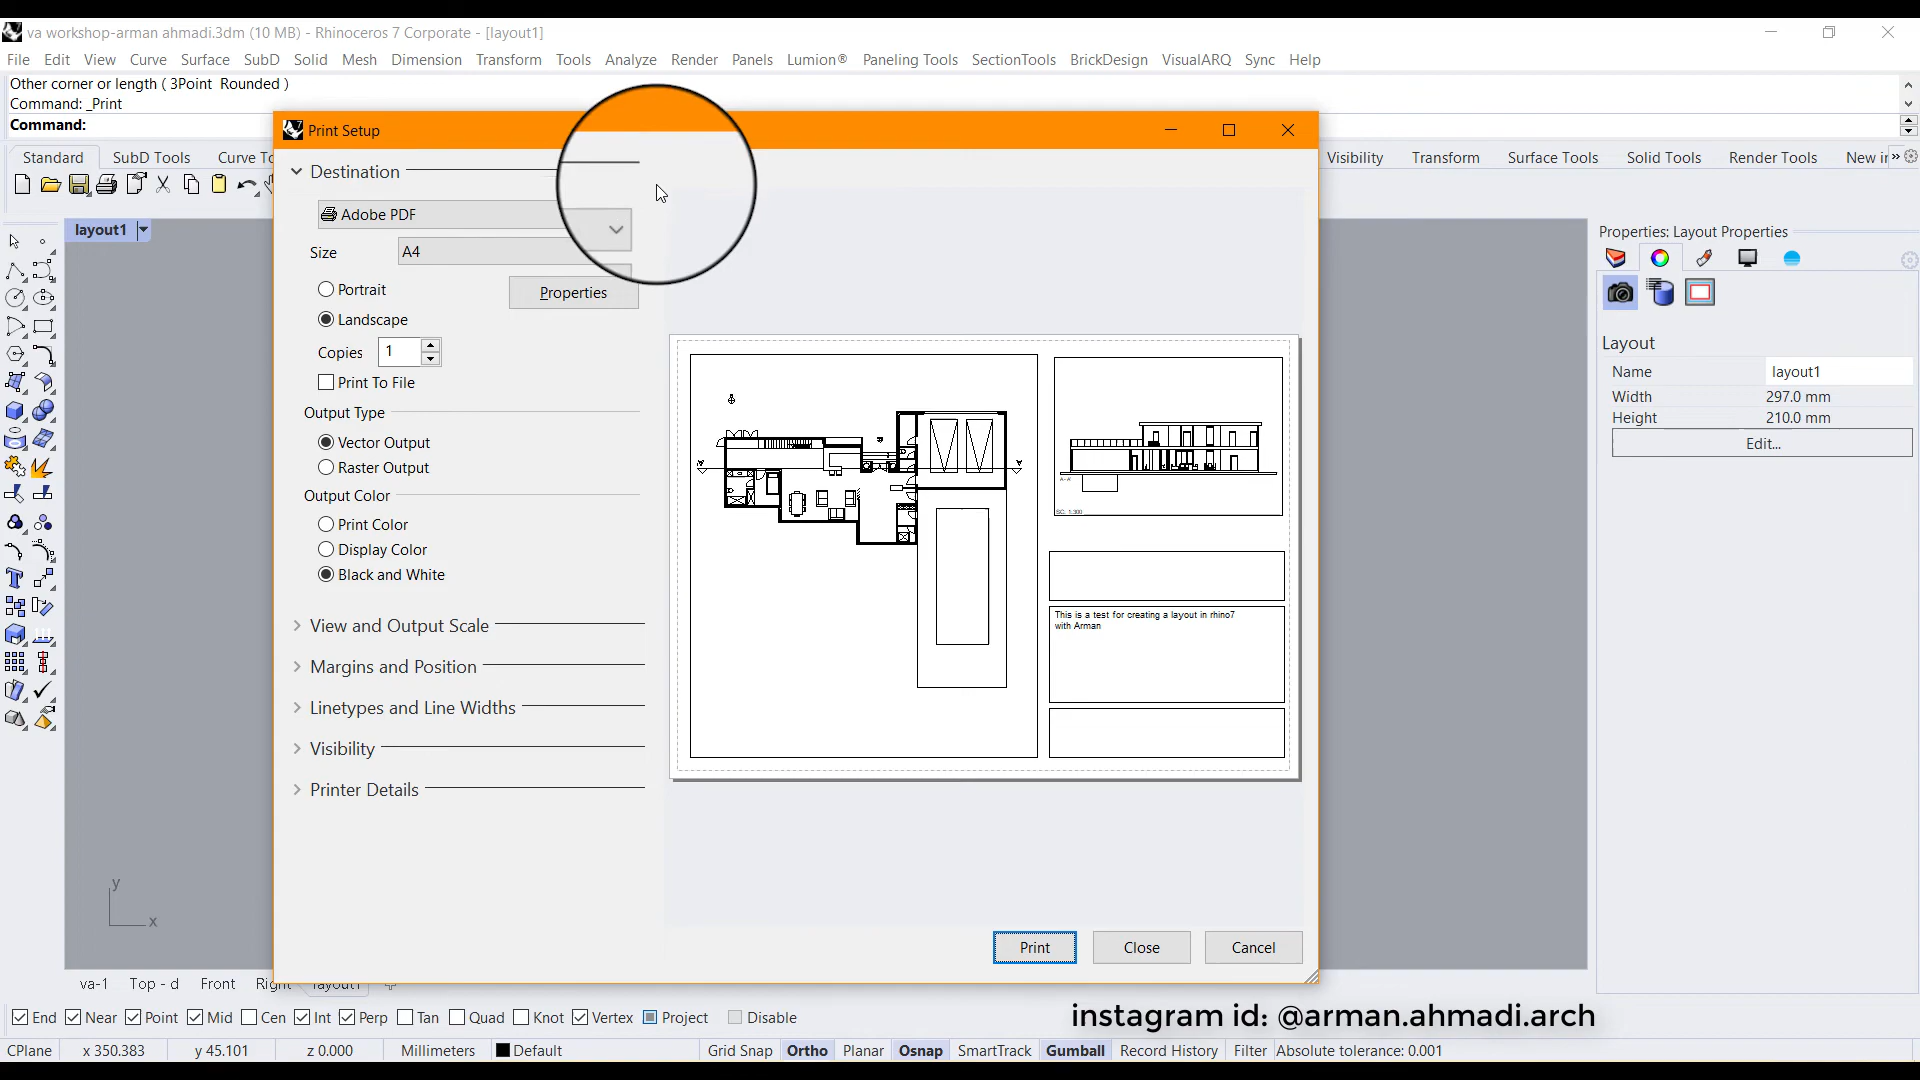 va workshop-arman ahmadi.3dm (10 MB) - Rhinoceros 7 Corporate - [layout1]
File Edit View Curve Surface SubD Solid Mesh Dimension Transform Tools Analyze Render Panels Lumion® Paneling Tools SectionTools BrickDesign VisualARQ Sync Help
Other coror or length ( 3Point Rounded )
Command: _Print
Command:
Print Setup
Standard SubD Tools Curve To Visibility Transform Surface Tools Solid Tools Render Tools New in »
Destination
Adobe PDF
Size A4
Portrait
Properties
Landscape
Copies 1
Print To File
Output Type
Vector Output
Raster Output
Output Color
Print Color
Display Color
Black and White
View and Output Scale
Margins and Position
Linetypes and Line Widths
Visibility
Printer Details
layout1
A-A'
SC: 1:300
This is a test for creating a layout in rhino7
with Arman
Print Close Cancel
Properties: Layout Properties
Layout
Name layout1
Width 297.0 mm
Height 210.0 mm
Edit...
y
x
va-1 Top - d Front Right layout1
End Near Point Mid Cen Int Perp Tan Quad Knot Vertex Project Disable
instagram id: @arman.ahmadi.arch
CPlane x 350.383 y 45.101 z 0.000 Millimeters Default Grid Snap Ortho Planar Osnap SmartTrack Gumball Record History Filter Absolute tolerance: 0.001